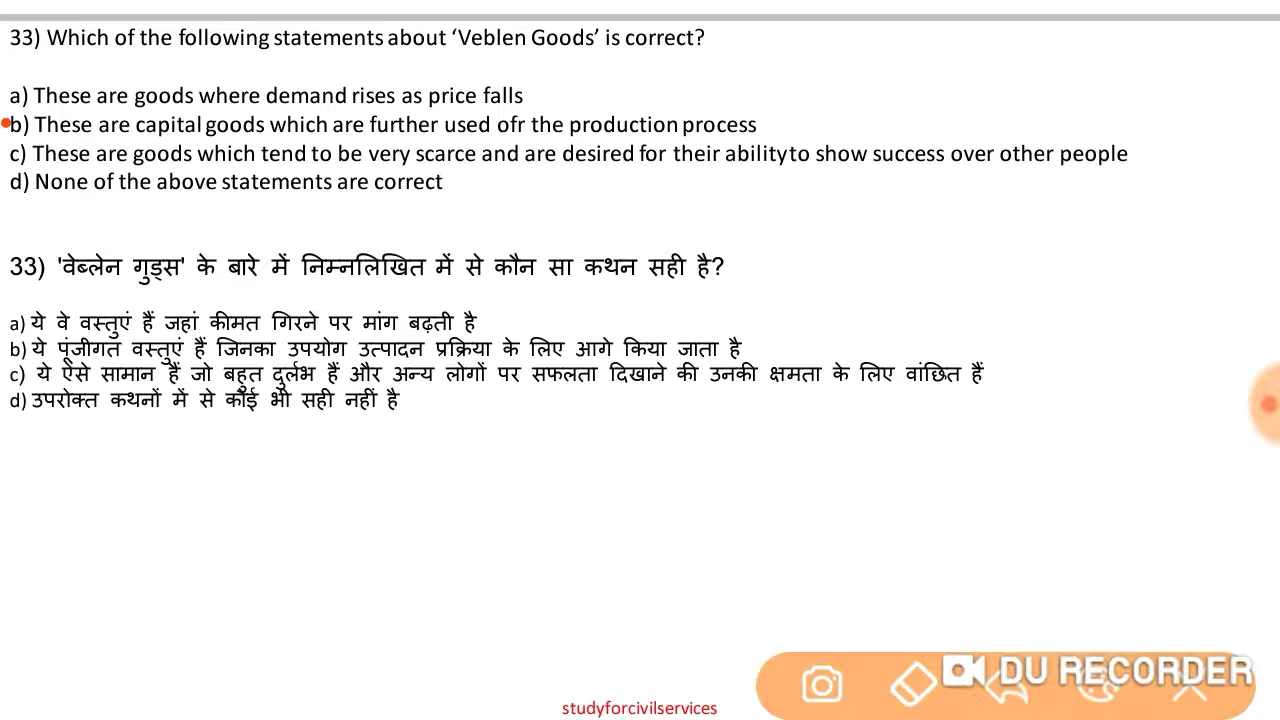 33) Which of the following statements about ‘Veblen Goods’ is correct?
a) These are goods where demand rises as price falls
b) These are capital goods which are further used ofr the production process
c) These are goods which tend to be very scarce and are desired for their ability to show success over other people
d) None of the above statements are correct
33) 'वेब्लेन गुड्स' के बारे में निम्नलिखित में से कौन सा कथन सही है?
a) ये वे वस्तुएं हैं जहां कीमत गिरने पर मांग बढ़ती है
b) ये पूंजीगत वस्तुएं हैं जिनका उपयोग उत्पादन प्रक्रिया के लिए आगे किया जाता है
c) ये ऐसे सामान हैं जो बहुत दुर्लभ हैं और अन्य लोगों पर सफलता दिखाने की उनकी क्षमता के लिए वांछित हैं
d) उपरोक्त कथनों में से कोई भी सही नहीं है
DU RECORDER
studyforcivilservices